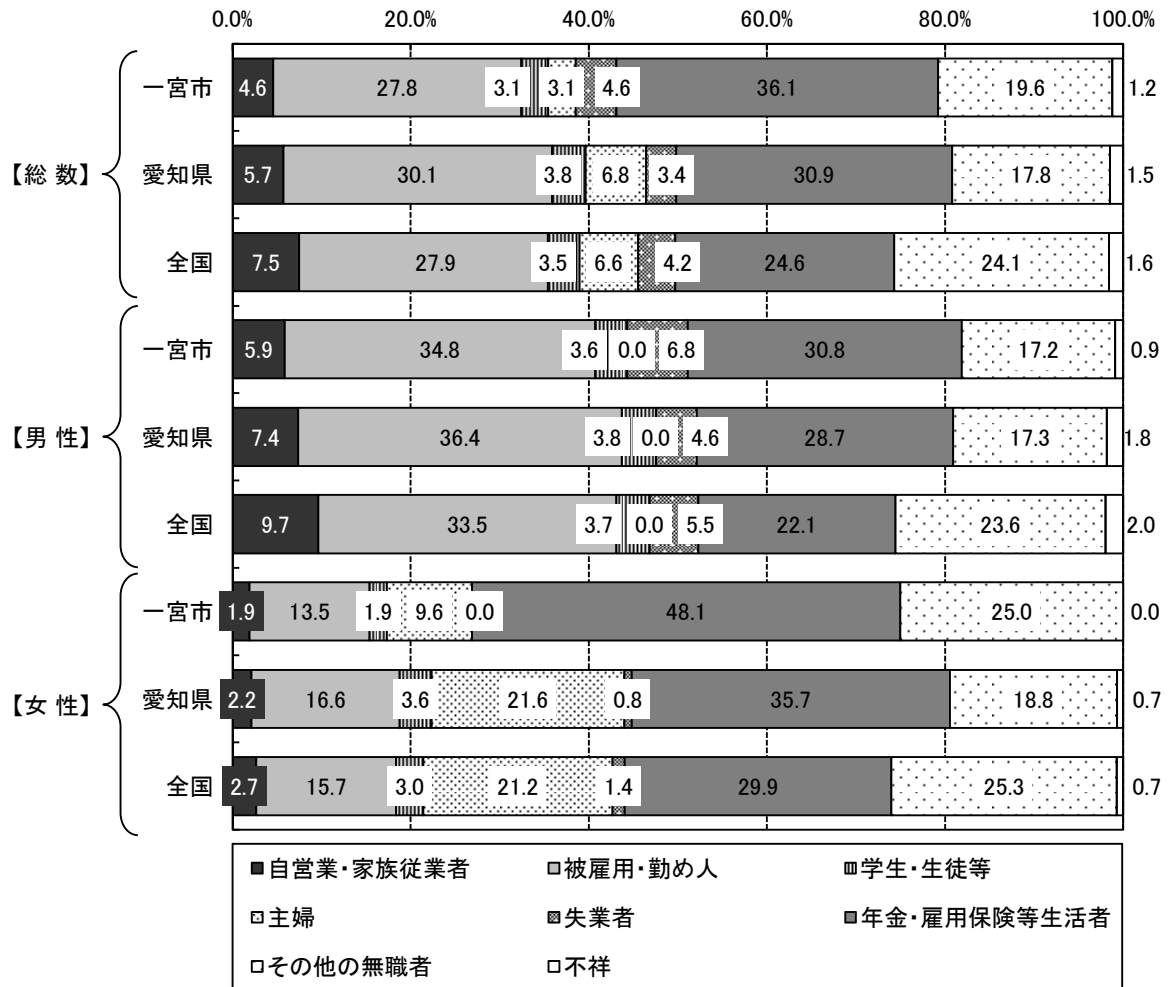 0.0% 20.0% 40.0% 60.0% 80.0% 100.0%
【総 数】
一宮市 4.6 27.8 3.1 3.1 4.6 36.1 19.6 1.2
愛知県 5.7 30.1 3.8 6.8 3.4 30.9 17.8 1.5
全国 7.5 27.9 3.5 6.6 4.2 24.6 24.1 1.6
【男 性】
一宮市 5.9 34.8 3.6 0.0 6.8 30.8 17.2 0.9
愛知県 7.4 36.4 3.8 0.0 4.6 28.7 17.3 1.8
全国 9.7 33.5 3.7 0.0 5.5 22.1 23.6 2.0
【女 性】
一宮市 1.9 13.5 1.9 9.6 0.0 48.1 25.0 0.0
愛知県 2.2 16.6 3.6 21.6 0.8 35.7 18.8 0.7
全国 2.7 15.7 3.0 21.2 1.4 29.9 25.3 0.7
自営業・家族従業者 被雇用・勤め人 学生・生徒等
主婦 失業者 年金・雇用保険等生活者
その他の無職者 不祥